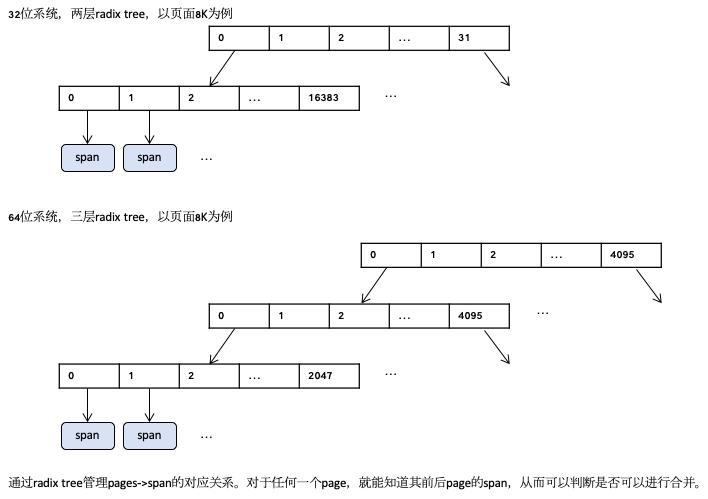 32位系统，两层radix tree，以页面8K为例
0 1 2 ... 31
0 1 2 ... 16383 ...
span span ...
64位系统，三层radix tree，以页面8K为例
0 1 2 ... 4095
0 1 2 ... 4095 ...
0 1 2 ... 2047 ...
span span ...
通过radix tree管理pages->span的对应关系。对于任何一个page，就能知道其前后page的span，从而可以判断是否可以进行合并。